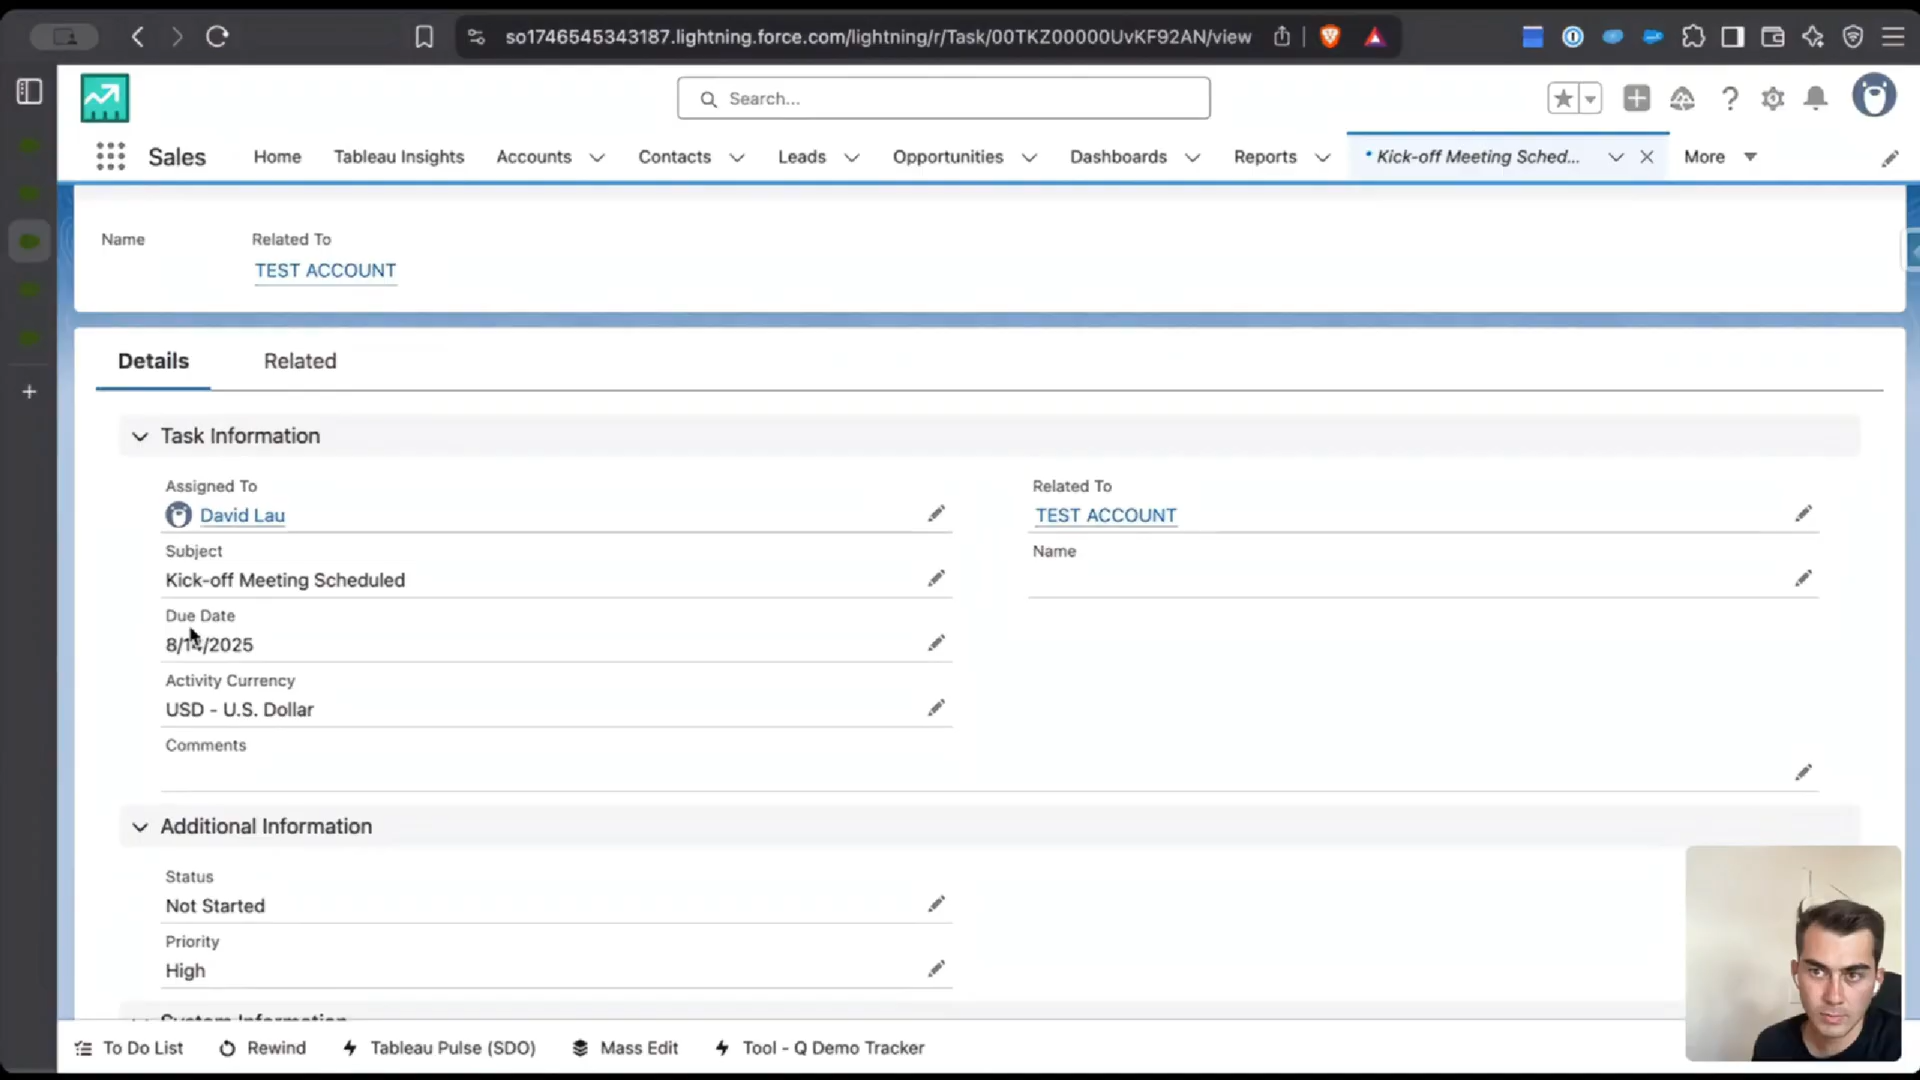 so1746545343187.lightning.force.com/lightning/r/Task/00TKZ00000UvKF92AN/view
Search...
Sales
Home
Tableau Insights
Accounts
Contacts
Leads
Opportunities
Dashboards
Reports
* Kick-off Meeting Sched...
More
Name
Related To
TEST ACCOUNT
Details
Related
Task Information
Assigned To
David Lau
Related To
TEST ACCOUNT
Subject
Kick-off Meeting Scheduled
Name
Due Date
Activity Currency
USD - U.S. Dollar
Comments
Additional Information
Status
Not Started
Priority
High
System Information
To Do List
Rewind
Tableau Pulse (SDO)
Mass Edit
Tool - Q Demo Tracker